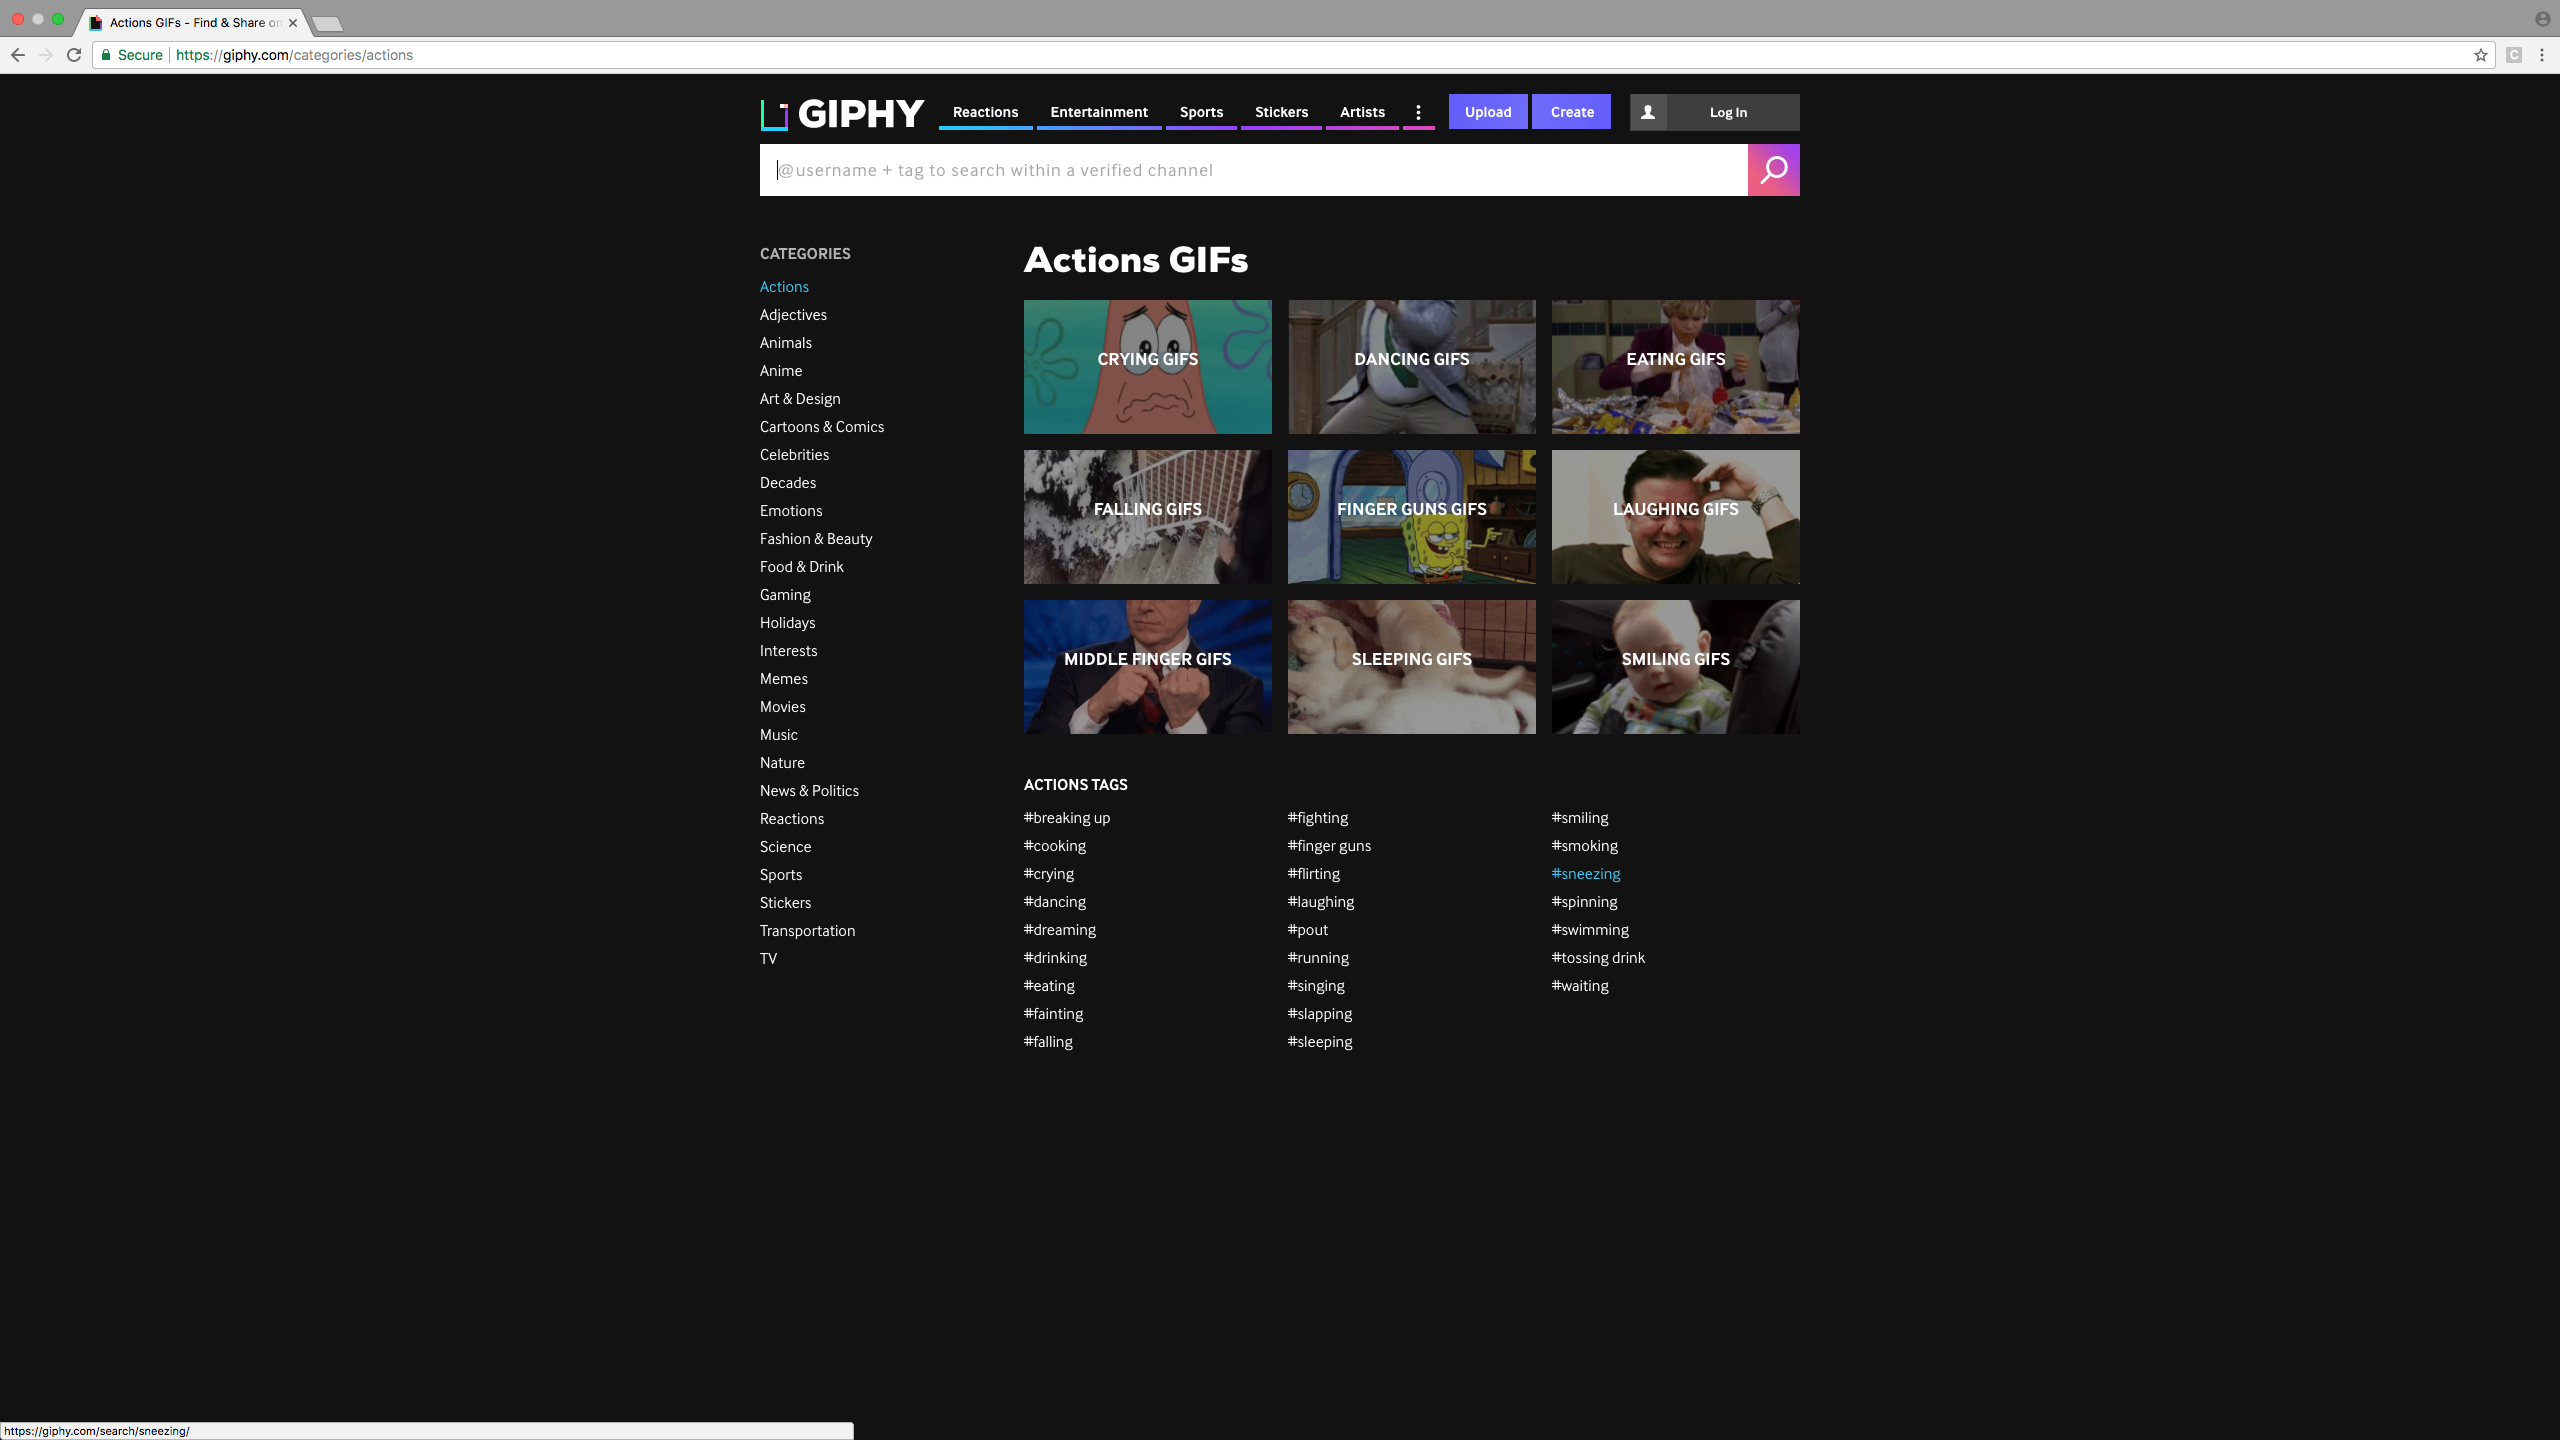 Actions GIFs - Find & Share on
Secure https://giphy.com/categories/actions
GIPHY
Reactions
Entertainment
Sports
Stickers
Artists
Upload
Create
Log In
@username + tag to search within a verified channel
CATEGORIES
Actions
Adjectives
Animals
Anime
Art & Design
Cartoons & Comics
Celebrities
Decades
Emotions
Fashion & Beauty
Food & Drink
Gaming
Holidays
Interests
Memes
Movies
Music
Nature
News & Politics
Reactions
Science
Sports
Stickers
Transportation
TV
Actions GIFs
CRYING GIFS
DANCING GIFS
EATING GIFS
FALLING GIFS
FINGER GUNS GIFS
LAUGHING GIFS
MIDDLE FINGER GIFS
SLEEPING GIFS
SMILING GIFS
ACTIONS TAGS
#breaking up
#cooking
#crying
#dancing
#dreaming
#drinking
#eating
#fainting
#falling
#fighting
#finger guns
#flirting
#laughing
#pout
#running
#singing
#slapping
#sleeping
#smiling
#smoking
#sneezing
#spinning
#swimming
#tossing drink
#waiting
https://giphy.com/search/sneezing/